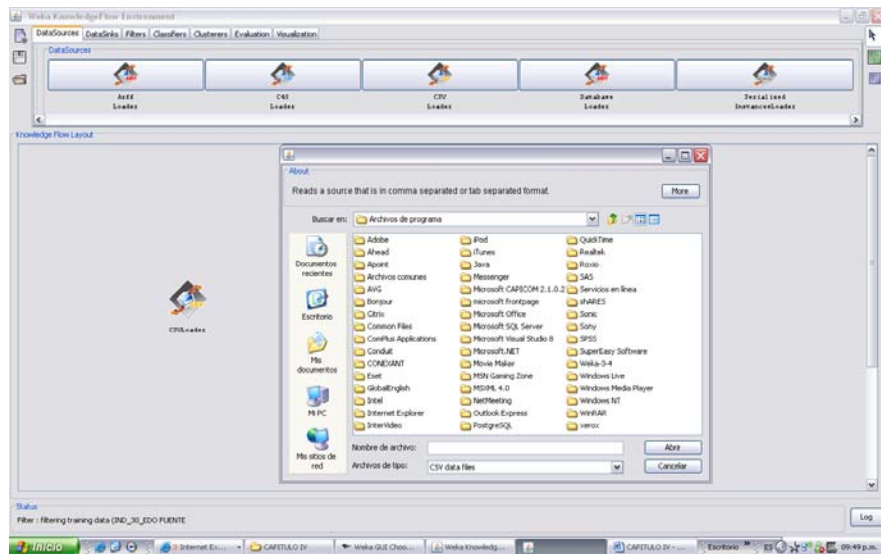 Weka KnowledgeFlow Environment
DataSources DataSinks Filters Classifiers Clusterers Evaluation Visualization
DataSources
Arff Loader
C45 Loader
CSV Loader
Database Loader
Serialized InstancesLoader
Knowledge Flow Layout
CSVLoader
About
Reads a source that is in comma separated or tab separated format.
More
Buscar en: Archivos de programa
Documentos recientes
Escritorio
Mis documentos
Mi PC
Mis sitios de red
Adobe
Ahead
Apoint
Archivos comunes
AVG
Bonjour
Citrix
Common Files
ComPlus Applications
Conduit
CONEXANT
Eset
GlobalEnglish
Intel
Internet Explorer
InterVideo
iPod
iTunes
Java
Messenger
Microsoft CAPICOM 2.1.0.2
microsoft frontpage
Microsoft Office
Microsoft SQL Server
Microsoft Visual Studio 8
Microsoft.NET
Movie Maker
MSN Gaming Zone
MSXML 4.0
NetMeeting
Outlook Express
PostgreSQL
QuickTime
Realtek
Roxio
SAS
Servicios en línea
shARES
Sonic
Sony
SPSS
SuperEasy Software
Weka-3-4
Windows Live
Windows Media Player
Windows NT
WinRAR
xerox
Nombre de archivo:
Abrir
Archivos de tipo: CSV data files
Cancelar
Status
Filter : filtering training data (IND_30_EDO PUENTE
Log
Inicio
3 Internet Ex...
CAPITULO IV
Weka GUI Choo...
Weka Knowledg...
CAPITULO IV - ...
Escritorio
ES
09:49 p.m.